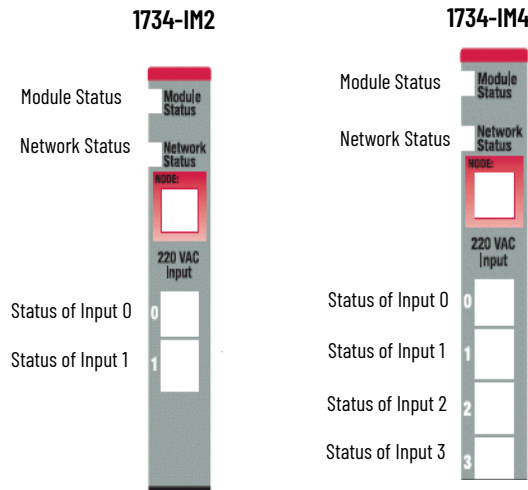 1734-IM2
Module Status
Module
Status
Network Status
Network
Status
NODE:
220 VAC
Input
Status of Input 0
0
Status of Input 1
1
1734-IM4
Module Status
Module
Status
Network Status
Network
Status
NODE:
220 VAC
Input
Status of Input 0
0
Status of Input 1
1
Status of Input 2
2
Status of Input 3
3